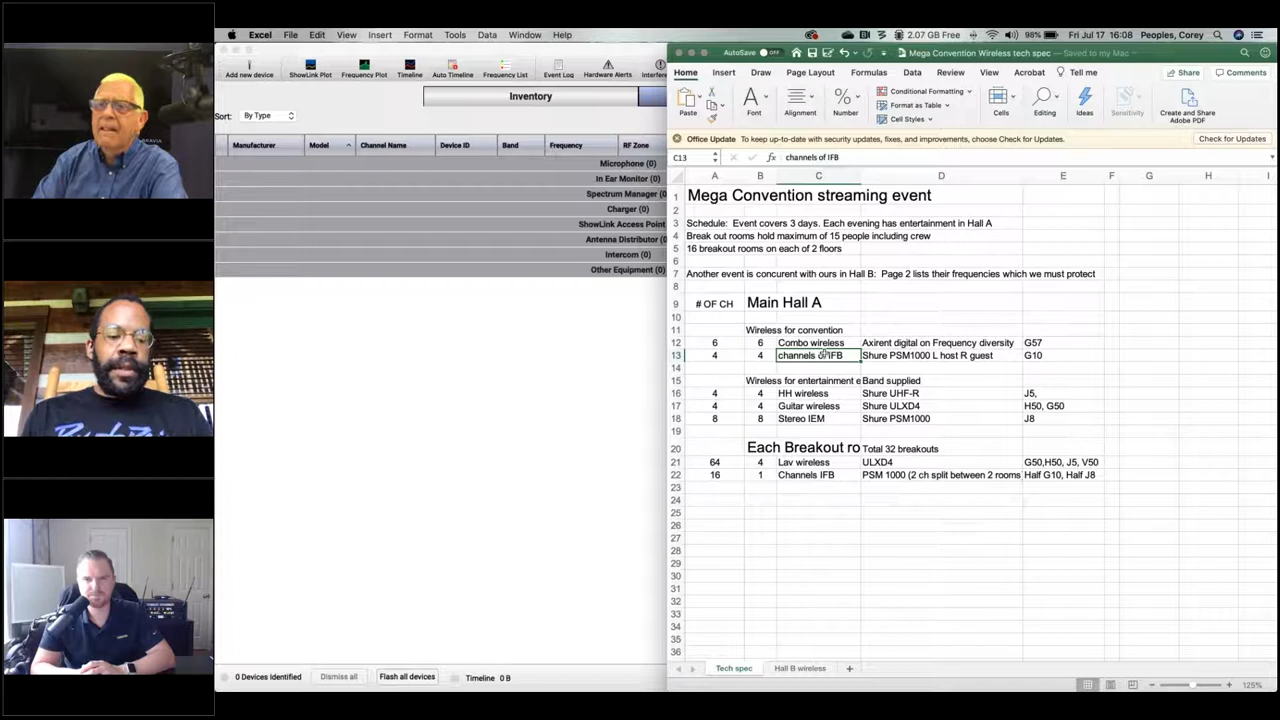 Excel File Edit View Insert Format Tools Data Window Help
2.07 GB Free 98% Fri Jul 17 16:08 Peoples, Corey
AutoSave OFF Mega Convention Wireless tech spec — Saved to my Mac
Add new device ShowLink Plot Frequency Plot Timeline Auto Timeline Frequency List Event Log Hardware Alerts Interfere
Inventory
Sort: By Type
Manufacturer Model Channel Name Device ID Band Frequency RF Zone
Microphone (0)
In Ear Monitor (0)
Spectrum Manager (0)
Charger (0)
ShowLink Access Point
Antenna Distributor (0)
Intercom (0)
Other Equipment (0)
0 Devices Identified Dismiss all Flash all devices Timeline 0 B
Home Insert Draw Page Layout Formulas Data Review View Acrobat Tell me Share Comments
Paste Font Alignment Number Conditional Formatting Format as Table Cell Styles Cells Editing Ideas Sensitivity Create and Share Adobe PDF
Office Update To keep up-to-date with security updates, fixes, and improvements, choose Check for Updates. Check for Updates
C13 fx channels of IFB
A B C D E F G H I
1 Mega Convention streaming event
2
3 Schedule: Event covers 3 days. Each evening has entertainment in Hall A
4 Break out rooms hold maximum of 15 people including crew
5 16 breakout rooms on each of 2 floors
6
7 Another event is concurent with ours in Hall B: Page 2 lists their frequencies which we must protect
8
9 # OF CH Main Hall A
10
11 Wireless for convention
12 6 6 Combo wireless Axirent digital on Frequency diversity G57
13 4 4 channels of IFB Shure PSM1000 L host R guest G10
14
15 Wireless for entertainment e Band supplied
16 4 4 HH wireless Shure UHF-R J5,
17 4 4 Guitar wireless Shure ULXD4 H50, G50
18 8 8 Stereo IEM Shure PSM1000 J8
19
20 Each Breakout ro Total 32 breakouts
21 64 4 Lav wireless ULXD4 G50,H50, J5, V50
22 16 1 Channels IFB PSM 1000 (2 ch split between 2 rooms Half G10, Half J8
23
24
25
26
27
28
29
30
31
32
33
34
35
36
Tech spec Hall B wireless
125%